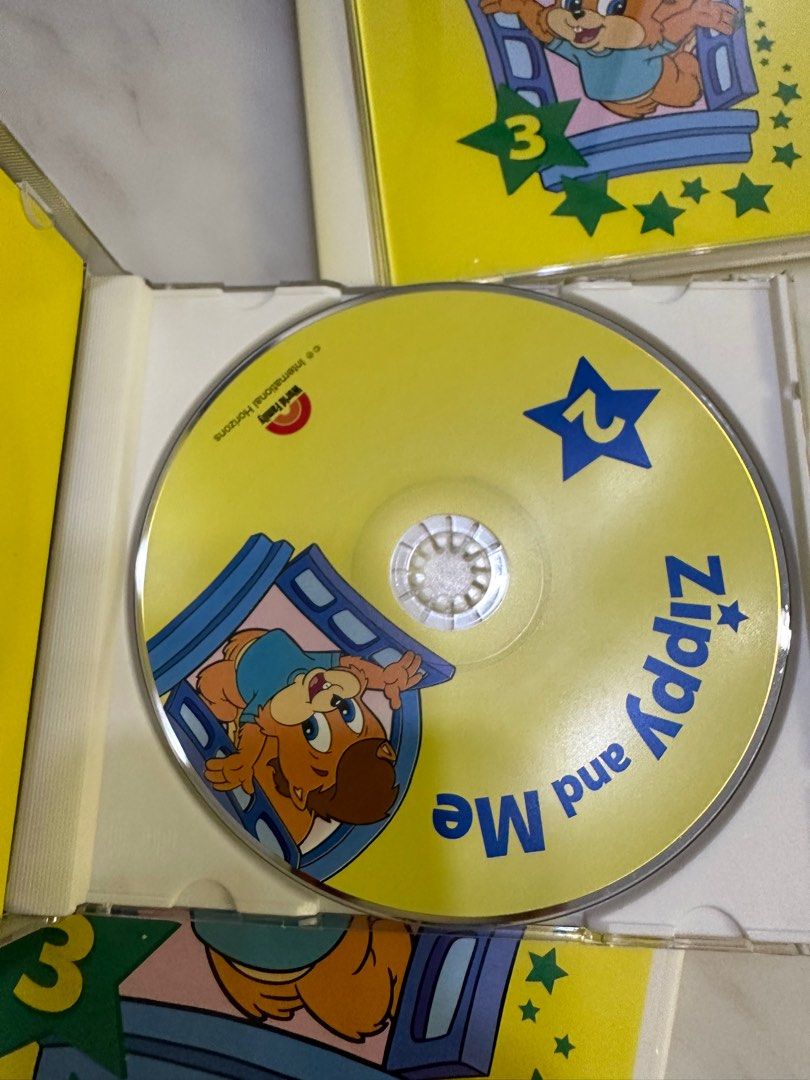 3
2
Zippy and Me
World Family
© ℗ International Horizons
3